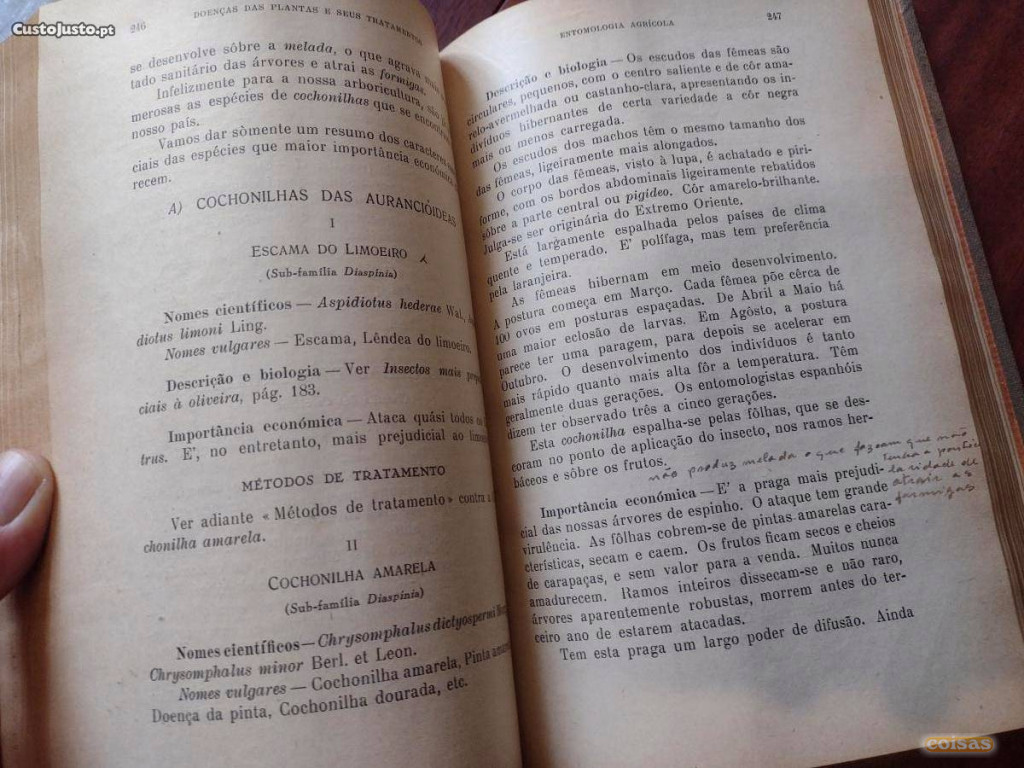 CustoJusto.pt
246
DOENÇAS DAS PLANTAS E SEUS TRATAMENTOS
se desenvolve sôbre a melada, o que agrava
tado sanitário das árvores e atrai as formigas.
Infelizmente para a nossa arboricultura, são
merosas as espécies de cochonilhas que se encontram
nosso país.
Vamos dar sòmente um resumo dos caracteres
ciais das espécies que maior importância económica
recem.
A) COCHONILHAS DAS AURANCIÓIDEAS
I
ESCAMA DO LIMOEIRO
(Sub-família Diaspínia)
Nomes científicos — Aspidiotus hederae Wal.,
diotus limoni Ling.
Nomes vulgares — Escama, Lêndea do limoeiro.
Descrição e biologia — Ver Insectos mais
ciais à oliveira, pág. 183.
Importância económica — Ataca quási todos os
trus. E', no entretanto, mais prejudicial ao
MÉTODOS DE TRATAMENTO
Ver adiante «Métodos de tratamento» contra a
chonilha amarela.
II
COCHONILHA AMARELA
(Sub-família Diaspínia)
Nomes científicos — Chrysomphalus dictyospermi
Chrysomphalus minor Berl. et Leon.
Nomes vulgares — Cochonilha amarela, Pinta
Doença da pinta, Cochonilha dourada, etc.
ENTOMOLOGIA AGRÍCOLA
247
Descrição e biologia — Os escudos das fêmeas são
circulares, pequenos, com o centro saliente e de côr ama-
relo-avermelhada ou castanho-clara, apresentando os in-
divíduos hibernantes de certa variedade a côr negra
mais ou menos carregada.
Os escudos dos machos têm o mesmo tamanho dos
das fêmeas, ligeiramente mais alongados.
O corpo das fêmeas, visto à lupa, é achatado e piri-
forme, com os bordos abdominais ligeiramente rebatidos
sôbre a parte central ou pigídeo. Côr amarelo-brilhante.
Julga-se ser originária do Extremo Oriente.
Está largamente espalhada pelos países de clima
quente e temperado. E' polífaga, mas tem preferência
pela laranjeira.
As fêmeas hibernam em meio desenvolvimento.
A postura começa em Março. Cada fêmea põe cêrca de
100 ovos em posturas espaçadas. De Abril a Maio há
uma maior eclosão de larvas. Em Agôsto, a postura
parece ter uma paragem, para depois se acelerar em
Outubro. O desenvolvimento dos indivíduos é tanto
mais rápido quanto mais alta fôr a temperatura. Têm
geralmente duas gerações. Os entomologistas espanhóis
dizem ter observado três a cinco gerações.
Esta cochonilha espalha-se pelas fôlhas, que se des-
coram no ponto de aplicação do insecto, nos ramos her-
báceos e sôbre os frutos.
não produz melada o que fazem que não
atrair as
formigas
Importância económica — E' a praga mais prejudi-
cial das nossas árvores de espinho. O ataque tem grande
virulência. As fôlhas cobrem-se de pintas amarelas cara-
cterísticas, secam e caem. Os frutos ficam secos e cheios
de carapaças, e sem valor para a venda. Muitos nunca
amadurecem. Ramos inteiros dissecam-se e não raro,
árvores aparentemente robustas, morrem antes do ter-
ceiro ano de estarem atacadas.
Tem esta praga um largo poder de difusão. Ainda
coisas